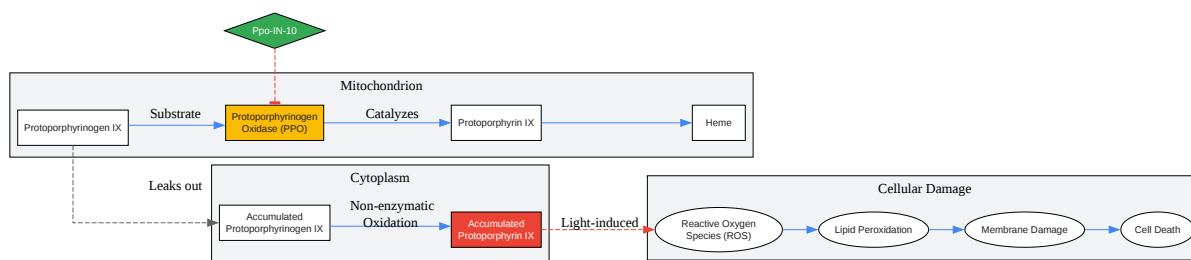 Ppo-IN-10
Mitochondrion
Protoporphyrinogen IX
Substrate
Protoporphyrinogen
Oxidase (PPO)
Catalyzes
Protoporphyrin IX
Heme
Leaks out
Cytoplasm
Accumulated
Protoporphyrinogen IX
Non-enzymatic
Oxidation
Accumulated
Protoporphyrin IX
Light-induced
Cellular Damage
Reactive Oxygen
Species (ROS)
Lipid Peroxidation
Membrane Damage
Cell Death